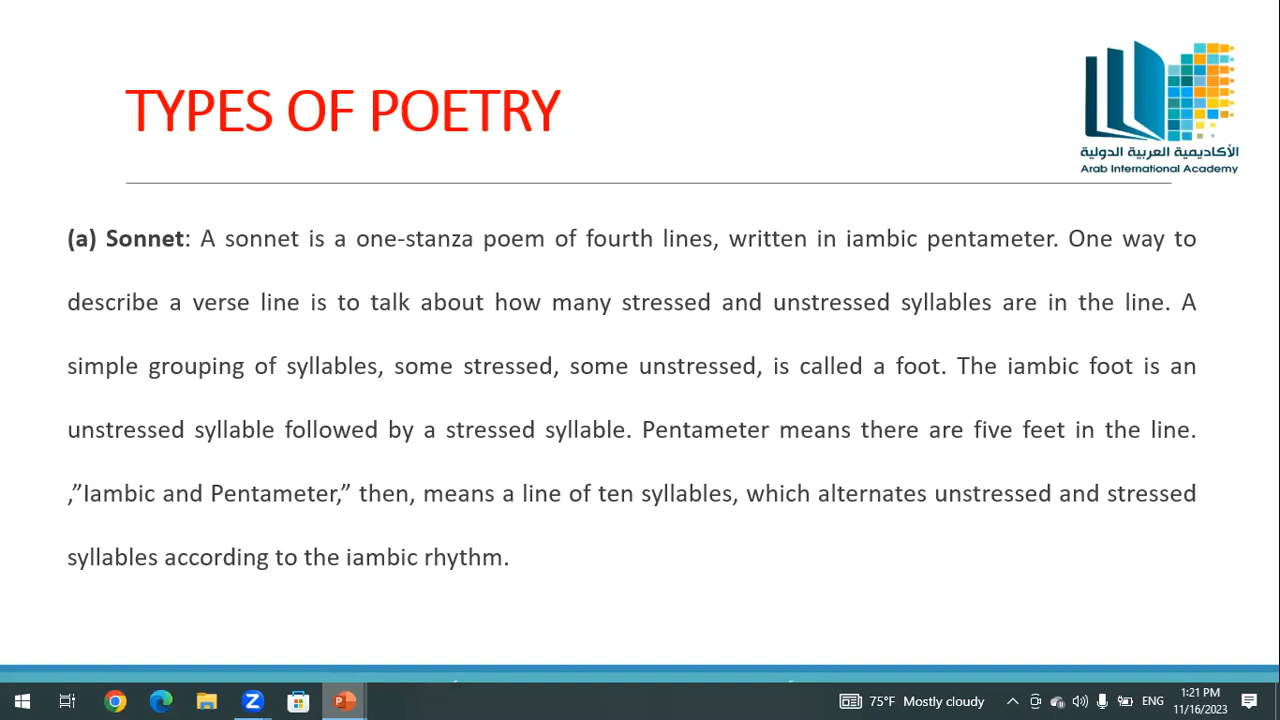 TYPES OF POETRY
الأكاديمية العربية الدولية
Arab International Academy
(a) Sonnet: A sonnet is a one-stanza poem of fourth lines, written in iambic pentameter. One way to
describe a verse line is to talk about how many stressed and unstressed syllables are in the line. A
simple grouping of syllables, some stressed, some unstressed, is called a foot. The iambic foot is an
unstressed syllable followed by a stressed syllable. Pentameter means there are five feet in the line.
,”Iambic and Pentameter,” then, means a line of ten syllables, which alternates unstressed and stressed
syllables according to the iambic rhythm.
75°F Mostly cloudy
ENG
1:21 PM
11/16/2023